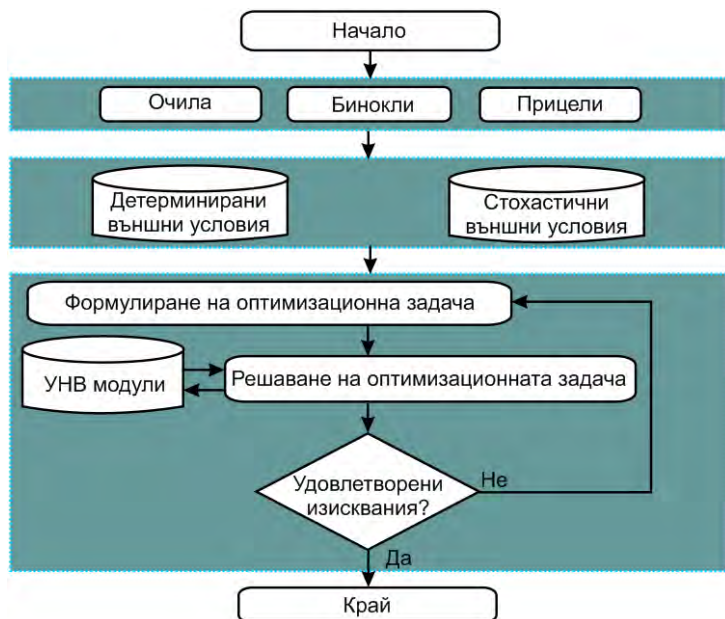 Начало
Очила
Бинокли
Прицели
Детерминирани
външни условия
Стохастични
външни условия
Формулиране на оптимизационна задача
УНВ модули
Решаване на оптимизационната задача
Удовлетворени
изисквания?
Не
Да
Край